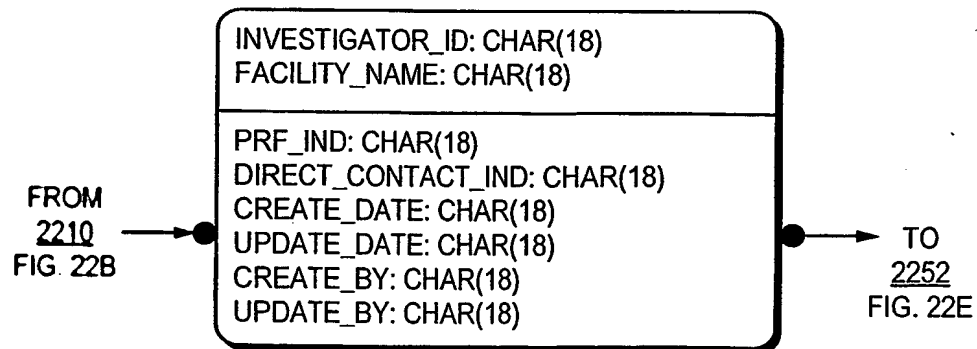 INVESTIGATOR_ID: CHAR(18)
FACILITY_NAME: CHAR(18)
PRF_IND: CHAR(18)
DIRECT_CONTACT_IND: CHAR(18)
CREATE_DATE: CHAR(18)
UPDATE_DATE: CHAR(18)
CREATE_BY: CHAR(18)
UPDATE_BY: CHAR(18)
FROM
2210
FIG. 22B
TO
2252
FIG. 22E